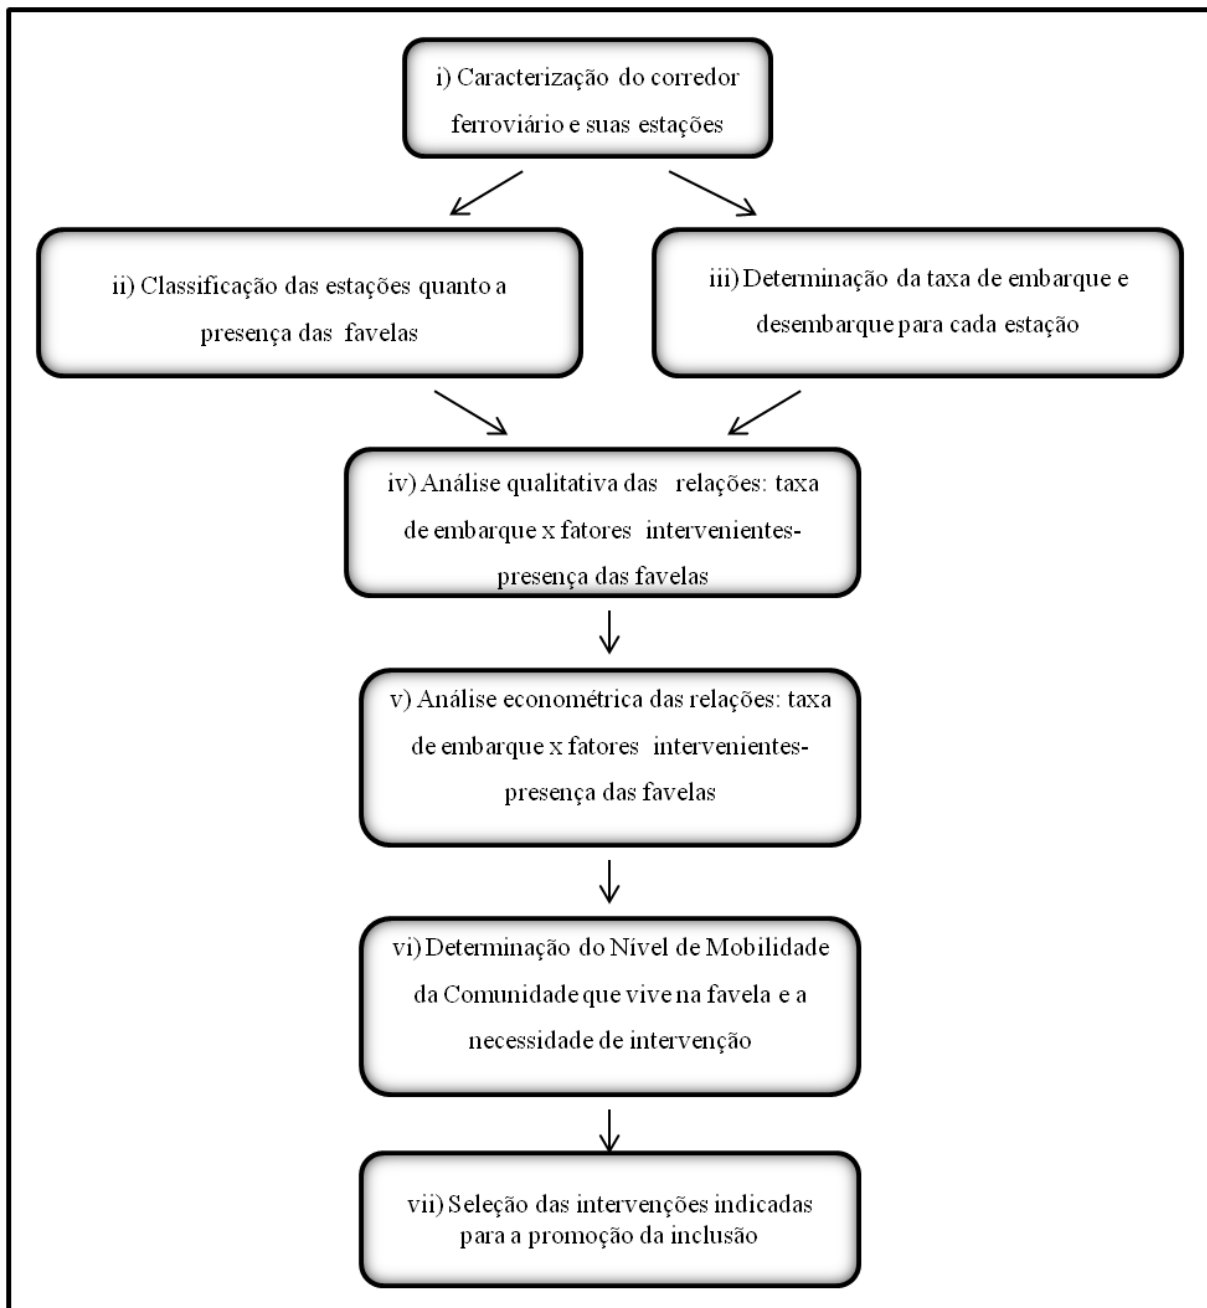 i) Caracterização do corredor
ferroviário e suas estações
ii) Classificação das estações quanto a
presença das favelas
iii) Determinação da taxa de embarque e
desembarque para cada estação
iv) Análise qualitativa das relações: taxa
de embarque x fatores intervenientes-
presença das favelas
v) Análise econométrica das relações: taxa
de embarque x fatores intervenientes-
presença das favelas
vi) Determinação do Nível de Mobilidade
da Comunidade que vive na favela e a
necessidade de intervenção
vii) Seleção das intervenções indicadas
para a promoção da inclusão